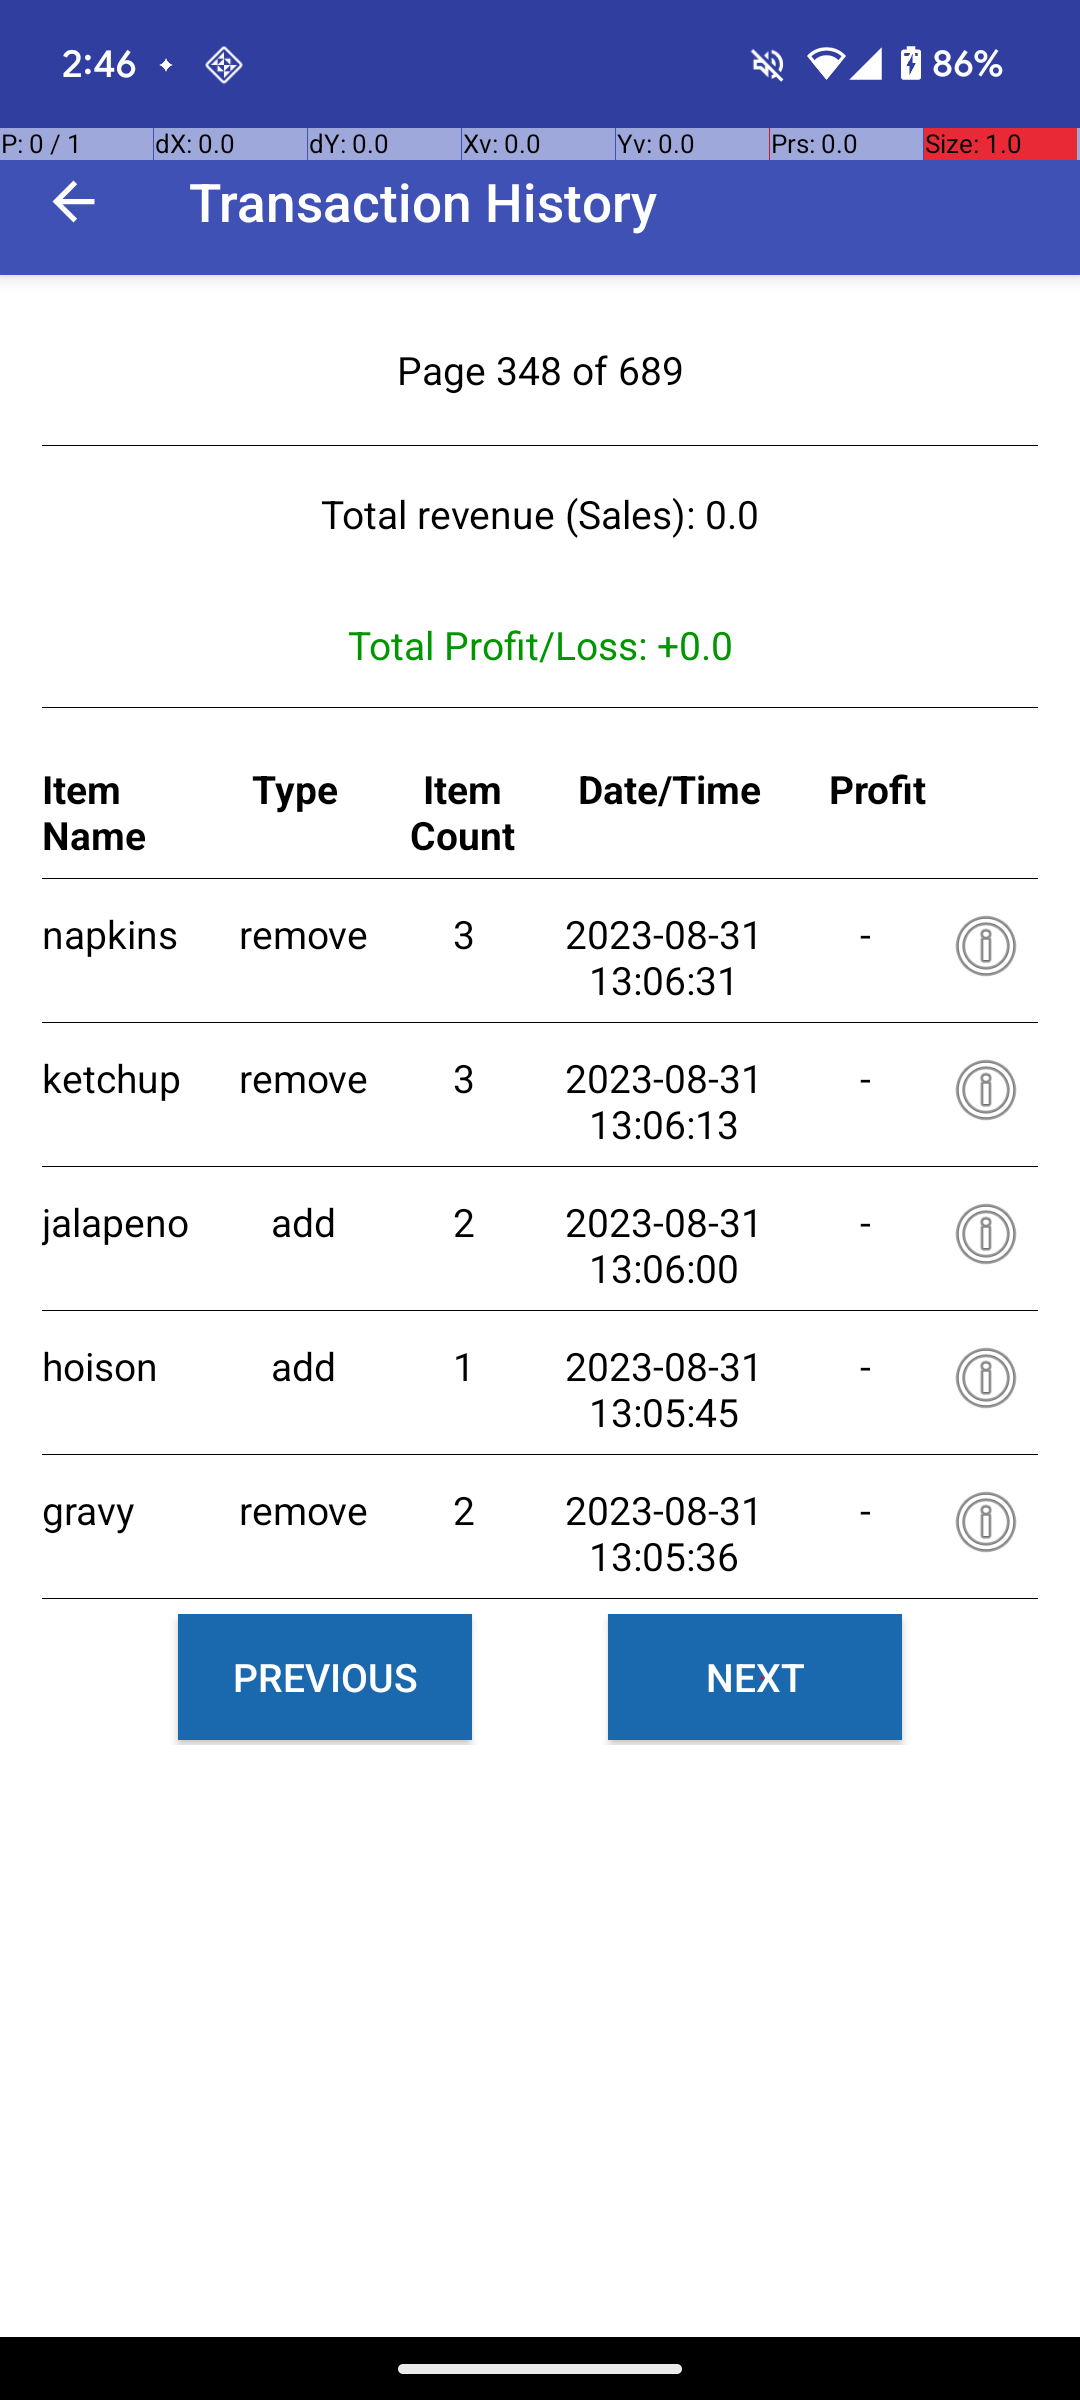 2:46 86%
P: 0 / 1 dX: 0.0 dY: 0.0 Xv: 0.0 Yv: 0.0 Prs: 0.0 Size: 1.0
Transaction History
Page 348 of 689
Total revenue (Sales): 0.0
Total Profit/Loss: +0.0
Item Name Type Item Count Date/Time Profit
napkins remove 3 2023-08-31 13:06:31 -
ketchup remove 3 2023-08-31 13:06:13 -
jalapeno add 2 2023-08-31 13:06:00 -
hoison add 1 2023-08-31 13:05:45 -
gravy remove 2 2023-08-31 13:05:36 -
PREVIOUS NEXT